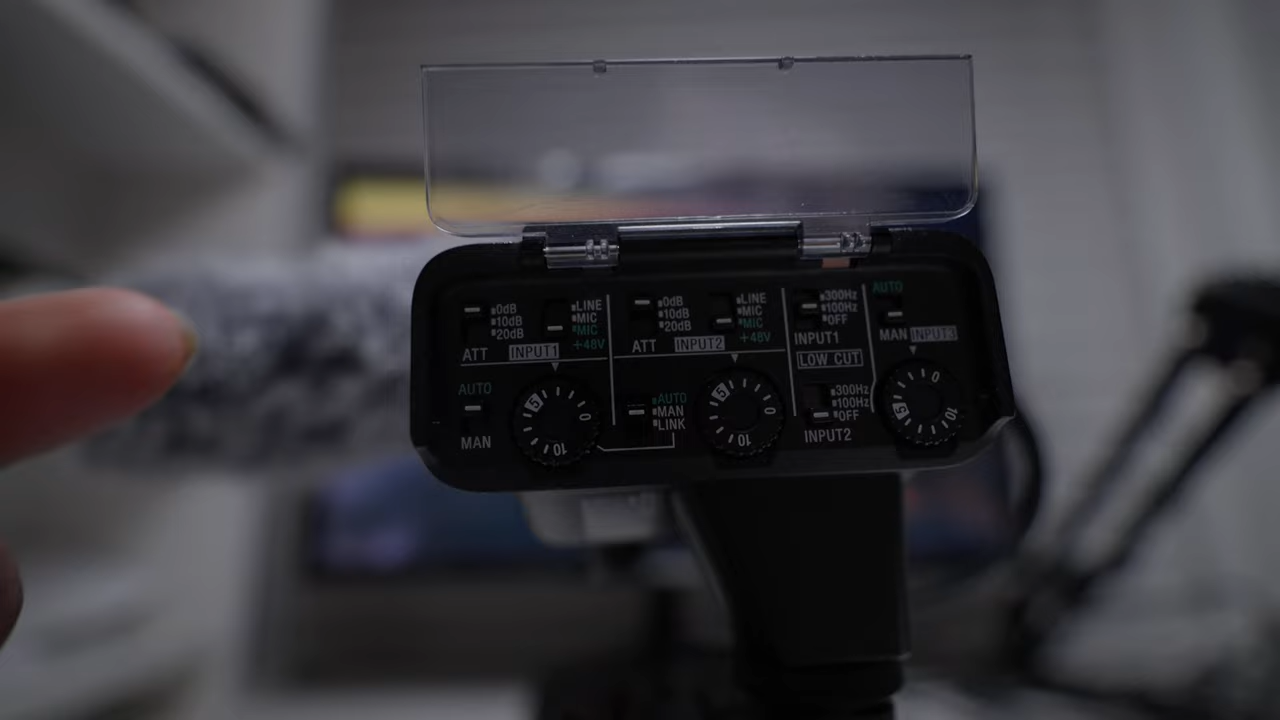 0dB
10dB
20dB
ATT
INPUT1
LINE
MIC
MIC
+48V
0dB
10dB
20dB
ATT
INPUT2
LINE
MIC
MIC
+48V
300Hz
100Hz
OFF
INPUT1
LOW CUT
AUTO
MAN
INPUT3
AUTO
MAN
5
0
10
AUTO
MAN
LINK
5
0
10
300Hz
100Hz
OFF
INPUT2
0
5
10